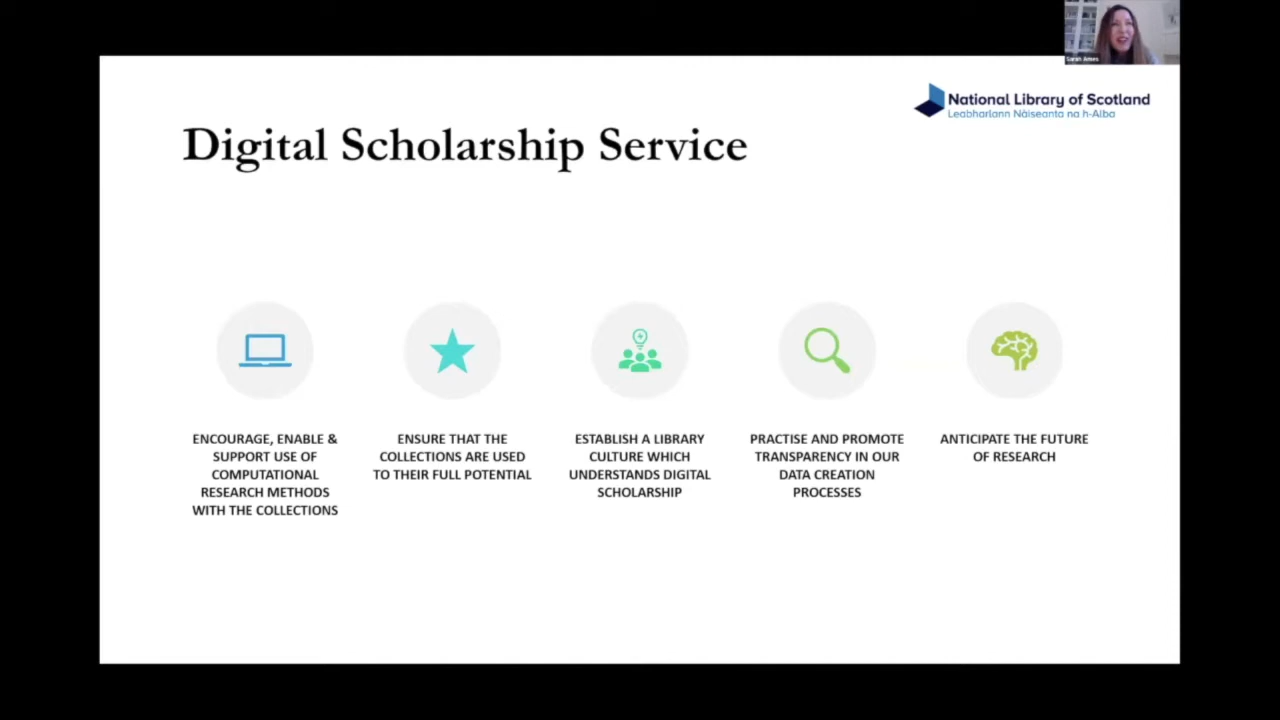 Sarah Ames
National Library of Scotland
Leabharlann Nàiseanta na h-Alba
Digital Scholarship Service
ENCOURAGE, ENABLE &
SUPPORT USE OF
COMPUTATIONAL
RESEARCH METHODS
WITH THE COLLECTIONS
ENSURE THAT THE
COLLECTIONS ARE USED
TO THEIR FULL POTENTIAL
ESTABLISH A LIBRARY
CULTURE WHICH
UNDERSTANDS DIGITAL
SCHOLARSHIP
PRACTISE AND PROMOTE
TRANSPARENCY IN OUR
DATA CREATION
PROCESSES
ANTICIPATE THE FUTURE
OF RESEARCH